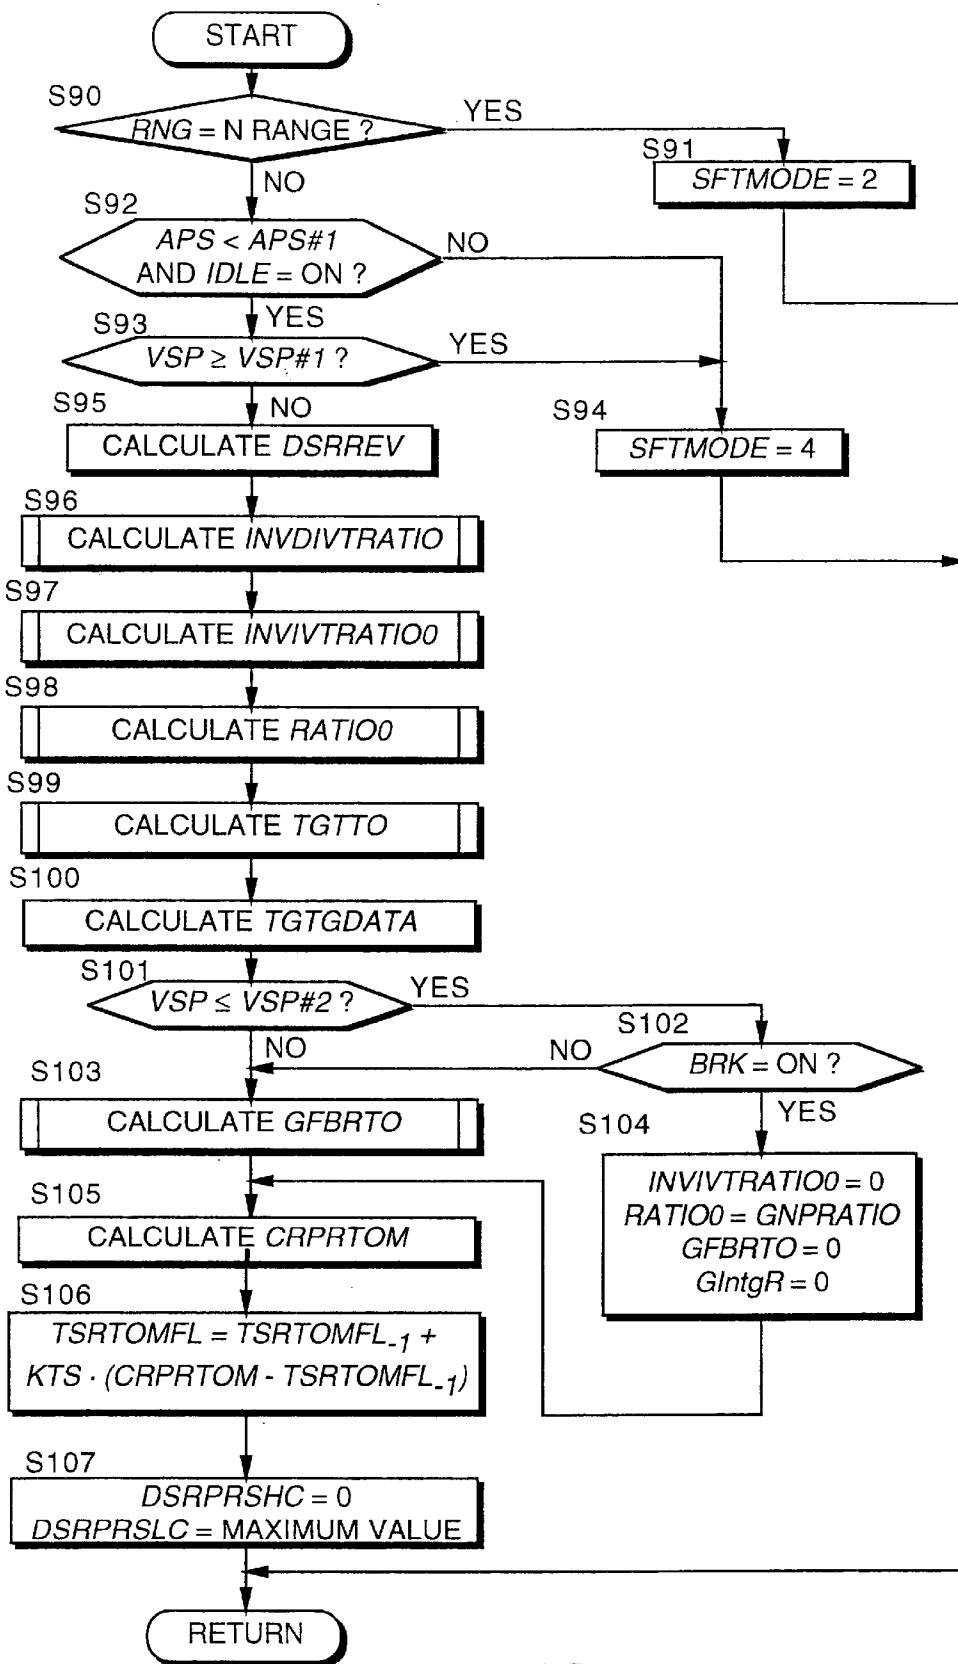 START
S90
RNG = N RANGE ?
YES
NO
S91
SFTMODE = 2
S92
APS < APS#1
AND IDLE = ON ?
NO
YES
S93
VSP ≥ VSP#1 ?
YES
NO
S94
SFTMODE = 4
S95
CALCULATE DSRREV
S96
CALCULATE INVDIVTRATIO
S97
CALCULATE INVIVTRATIO0
S98
CALCULATE RATIO0
S99
CALCULATE TGTTO
S100
CALCULATE TGTGDATA
S101
VSP ≤ VSP#2 ?
YES
NO
S102
BRK = ON ?
NO
YES
S103
CALCULATE GFBRTO
S104
INVIVTRATIO0 = 0
RATIO0 = GNPRATIO
GFBRTO = 0
GIntgR = 0
S105
CALCULATE CRPRTOM
S106
TSRTOMFL = TSRTOMFL-1 +
KTS · (CRPRTOM - TSRTOMFL-1)
S107
DSRPRSHC = 0
DSRPRSLC = MAXIMUM VALUE
RETURN